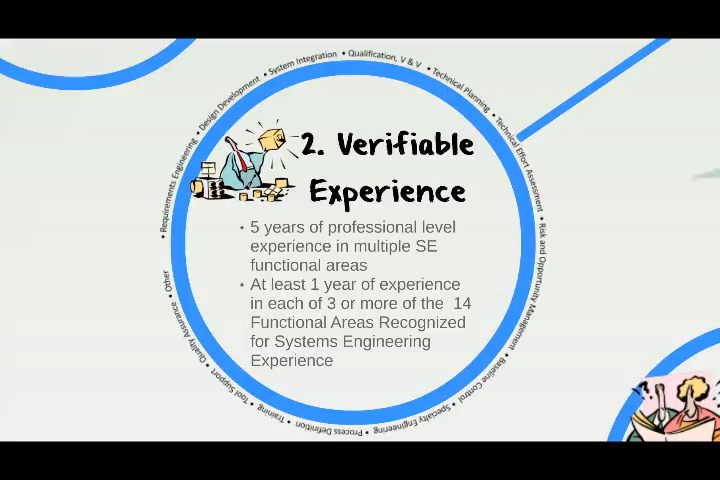 2. Verifiable
Experience
• 5 years of professional level
experience in multiple SE
functional areas
• At least 1 year of experience
in each of 3 or more of the 14
Functional Areas Recognized
for Systems Engineering
Experience
• Requirements Engineering • Design Development • System Integration • Qualification, V & V • Technical Planning • Technical Effort Assessment • Risk and Opportunity Management • Baseline Control • Specialty Engineering • Process Definition • Training • Tool Support • Quality Assurance • Other
!?
?